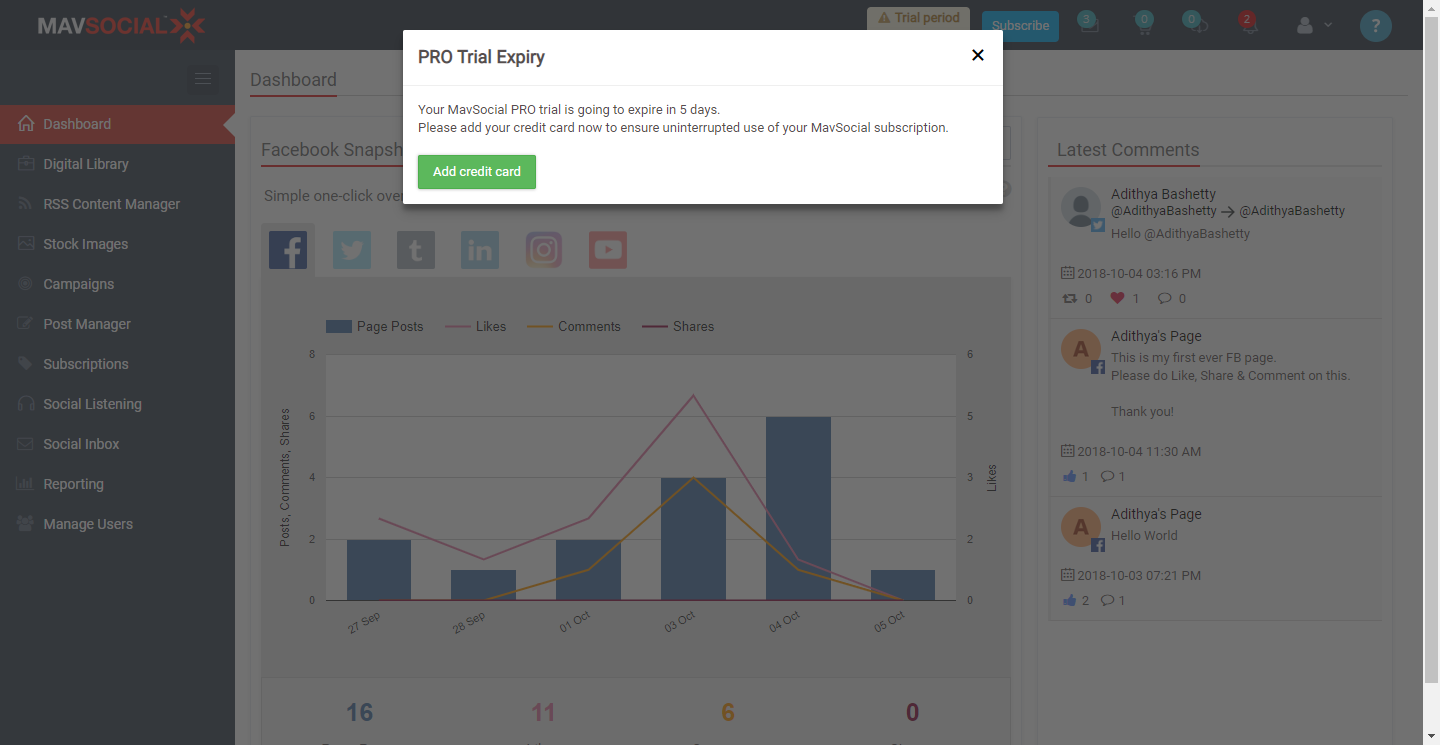 MAVSOCIAL
Trial period
Subscribe
3
0
0
2
?
PRO Trial Expiry
Your MavSocial PRO trial is going to expire in 5 days.
Please add your credit card now to ensure uninterrupted use of your MavSocial subscription.
Add credit card
Dashboard
Digital Library
RSS Content Manager
Stock Images
Campaigns
Post Manager
Subscriptions
Social Listening
Social Inbox
Reporting
Manage Users
Dashboard
Facebook Snapsh
Simple one-click over
Page Posts
Likes
Comments
Shares
Posts, Comments, Shares
8
6
4
2
0
6
5
3
2
0
Likes
27 Sep
28 Sep
01 Oct
03 Oct
04 Oct
05 Oct
16
11
6
0
Latest Comments
Adithya Bashetty
@AdithyaBashetty → @AdithyaBashetty
Hello @AdithyaBashetty
2018-10-04 03:16 PM
0 1 0
A
Adithya's Page
This is my first ever FB page.
Please do Like, Share & Comment on this.
Thank you!
2018-10-04 11:30 AM
1 1
A
Adithya's Page
Hello World
2018-10-03 07:21 PM
2 1